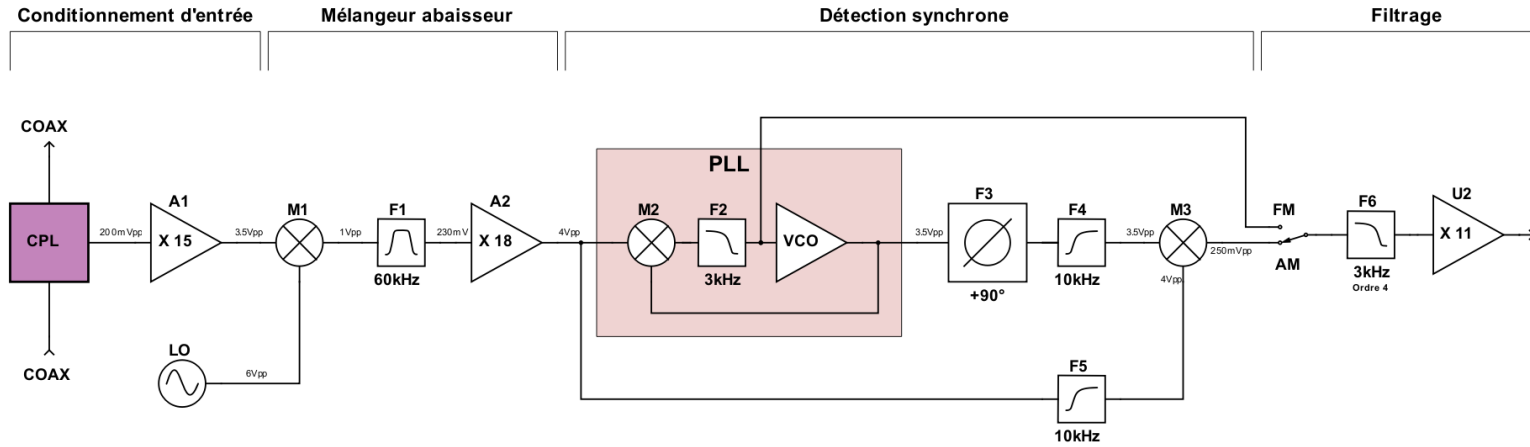 Conditionnement d'entrée
Mélangeur abaisseur
Détection synchrone
Filtrage
COAX
CPL
COAX
200mVpp
A1
X 15
3.5Vpp
M1
LO
6Vpp
1Vpp
F1
60kHz
230mV
A2
X 18
4Vpp
PLL
M2
F2
3kHz
VCO
3.5Vpp
F3
+90°
F4
10kHz
3.5Vpp
M3
4Vpp
F5
10kHz
250mVpp
FM
AM
F6
3kHz
Ordre 4
U2
X 11